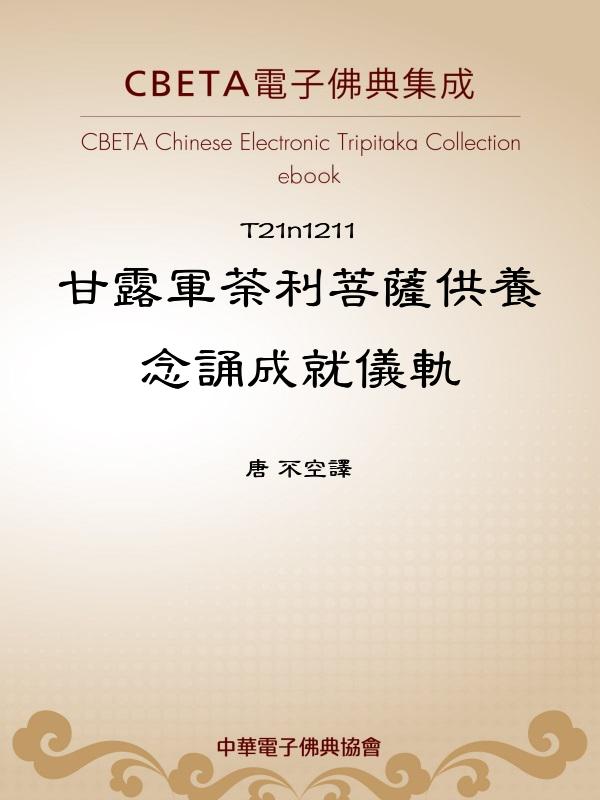 CBETA電子佛典集成
CBETA Chinese Electronic Tripitaka Collection
ebook
T21n1211
甘露軍荼利菩薩供養
念誦成就儀軌
唐 不空譯
中華電子佛典協會